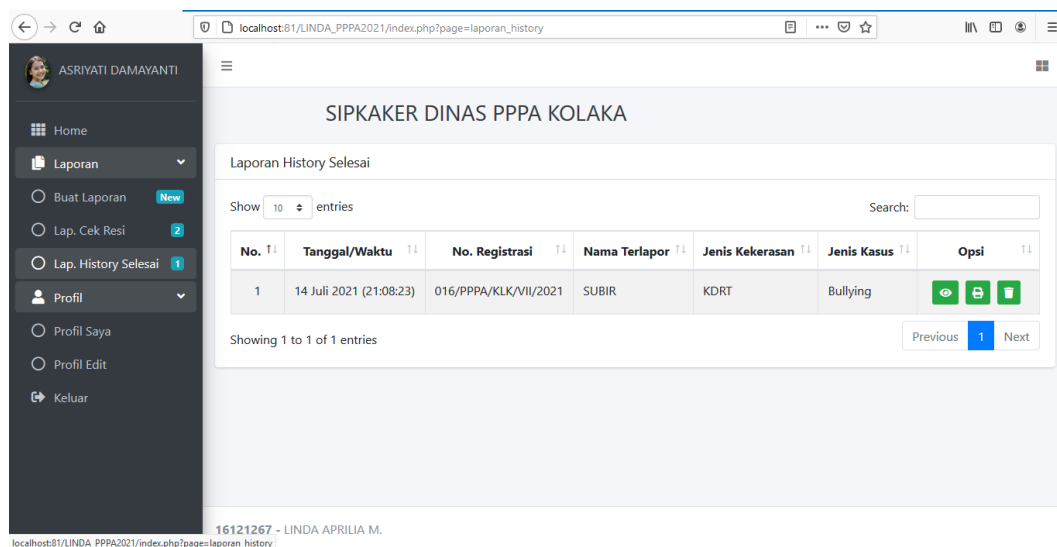 localhost:81/LINDA_PPPA2021/index.php?page=laporan_history
ASRIYATI DAMAYANTI
Home
Laporan
Buat Laporan New
Lap. Cek Resi 2
Lap. History Selesai 1
Profil
Profil Saya
Profil Edit
Keluar
SIPKAKER DINAS PPPA KOLAKA
Laporan History Selesai
Show 10 entries Search:
No. Tanggal/Waktu No. Registrasi Nama Terlapor Jenis Kekerasan Jenis Kasus Opsi
1 14 Juli 2021 (21:08:23) 016/PPPA/KLK/VII/2021 SUBIR KDRT Bullying
Showing 1 to 1 of 1 entries Previous 1 Next
16121267 - LINDA APRILIA M.
localhost:81/LINDA_PPPA2021/index.php?page=laporan_history